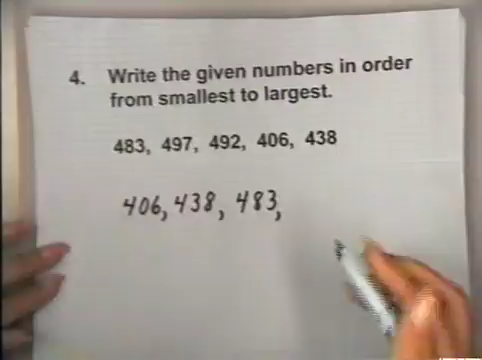 4. Write the given numbers in order
from smallest to largest.
483, 497, 492, 406, 438
406, 438, 483,